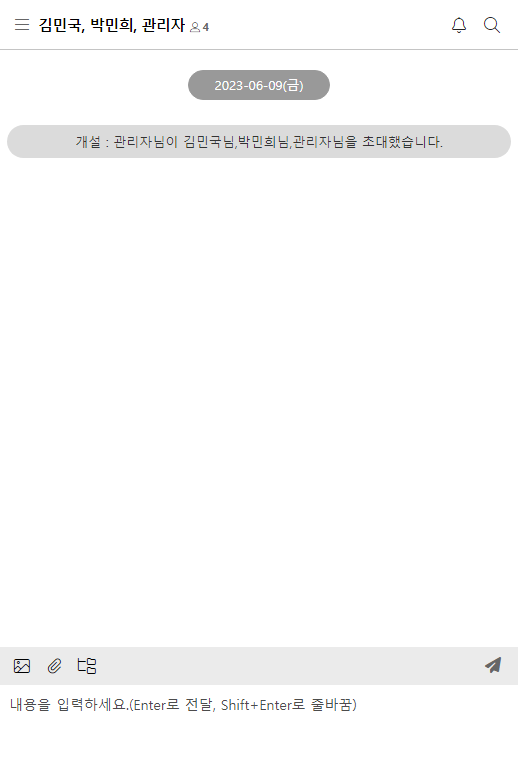 김민국, 박민희, 관리자 4
2023-06-09(금)
개설 : 관리자님이 김민국님,박민희님,관리자님을 초대했습니다.
내용을 입력하세요.(Enter로 전달, Shift+Enter로 줄바꿈)